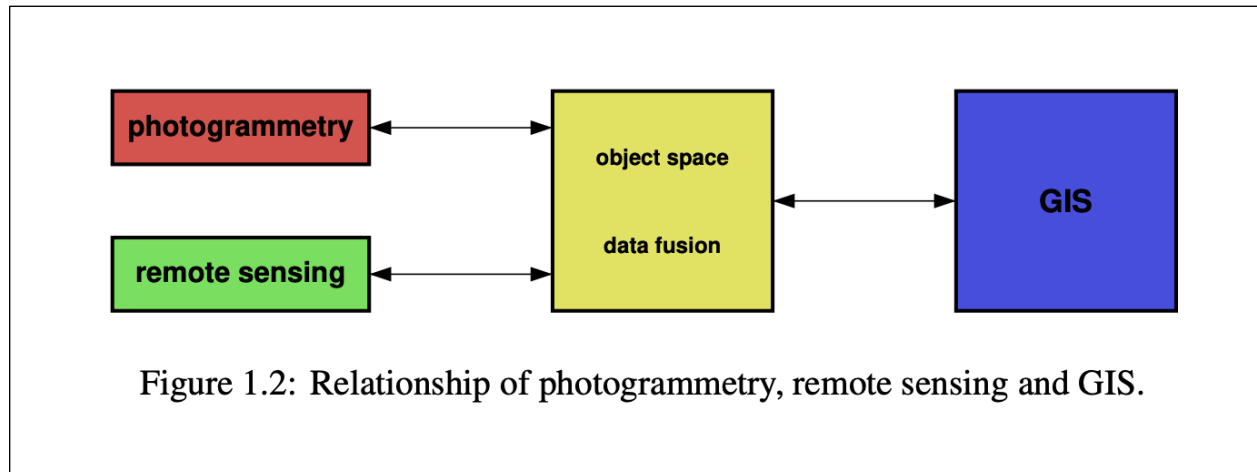 photogrammetry
remote sensing
object space
data fusion
GIS
Figure 1.2: Relationship of photogrammetry, remote sensing and GIS.